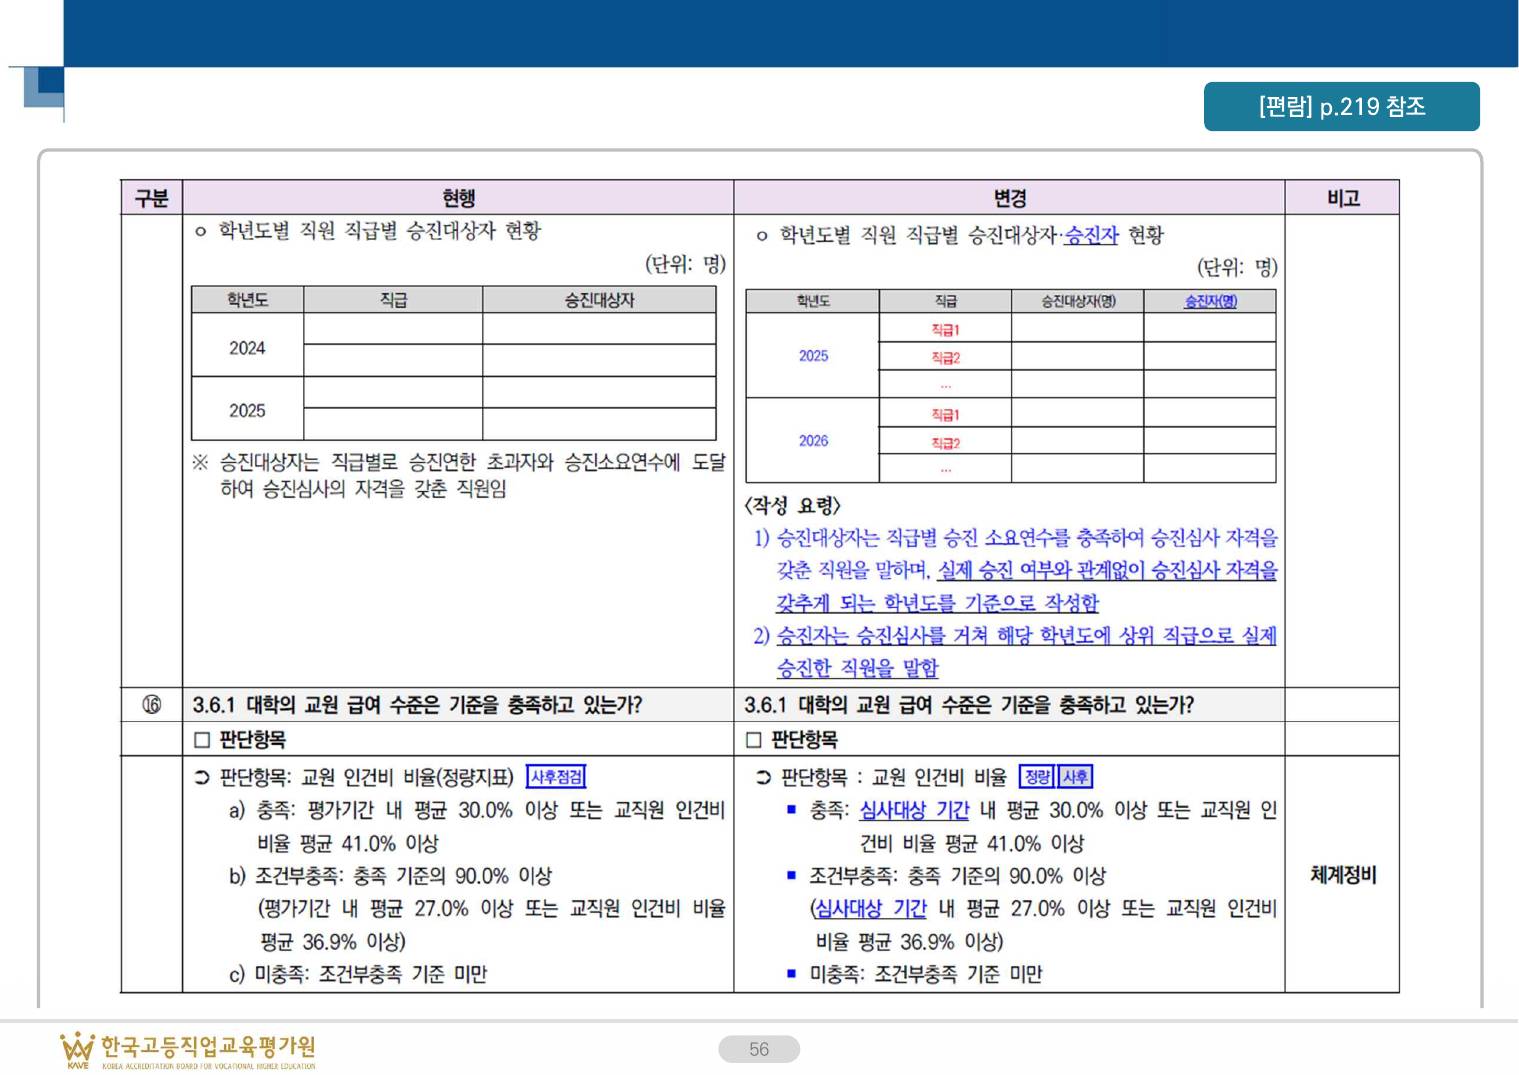 [편람] p.219 참조
구분 현행 변경 비고
ㅇ 학년도별 직원 직급별 승진대상자 현황
(단위: 명)
학년도 직급 승진대상자
2024
2025
※ 승진대상자는 직급별로 승진연한 초과자와 승진소요연수에 도달
하여 승진심사의 자격을 갖춘 직원임
ㅇ 학년도별 직원 직급별 승진대상자·승진자 현황
(단위: 명)
학년도 직급 승진대상자(명) 승진자(명)
2025
직급1
직급2
...
2026
직급1
직급2
...
<작성 요령>
1) 승진대상자는 직급별 승진 소요연수를 충족하여 승진심사 자격을
갖춘 직원을 말하며, 실제 승진 여부와 관계없이 승진심사 자격을
갖추게 되는 학년도를 기준으로 작성함
2) 승진자는 승진심사를 거쳐 해당 학년도에 상위 직급으로 실제
승진한 직원을 말함
⑯ 3.6.1 대학의 교원 급여 수준은 기준을 충족하고 있는가? 3.6.1 대학의 교원 급여 수준은 기준을 충족하고 있는가?
□ 판단항목 □ 판단항목
➲ 판단항목: 교원 인건비 비율(정량지표) 사후점검
a) 충족: 평가기간 내 평균 30.0% 이상 또는 교직원 인건비
비율 평균 41.0% 이상
b) 조건부충족: 충족 기준의 90.0% 이상
(평가기간 내 평균 27.0% 이상 또는 교직원 인건비 비율
평균 36.9% 이상)
c) 미충족: 조건부충족 기준 미만
➲ 판단항목 : 교원 인건비 비율 정량 사후
▪ 충족: 심사대상 기간 내 평균 30.0% 이상 또는 교직원 인
건비 비율 평균 41.0% 이상
▪ 조건부충족: 충족 기준의 90.0% 이상
(심사대상 기간 내 평균 27.0% 이상 또는 교직원 인건비
비율 평균 36.9% 이상)
▪ 미충족: 조건부충족 기준 미만
체계정비
한국고등직업교육평가원
KAVE KOREA ACCREDITATION BOARD FOR VOCATIONAL HIGHER EDUCATION
56